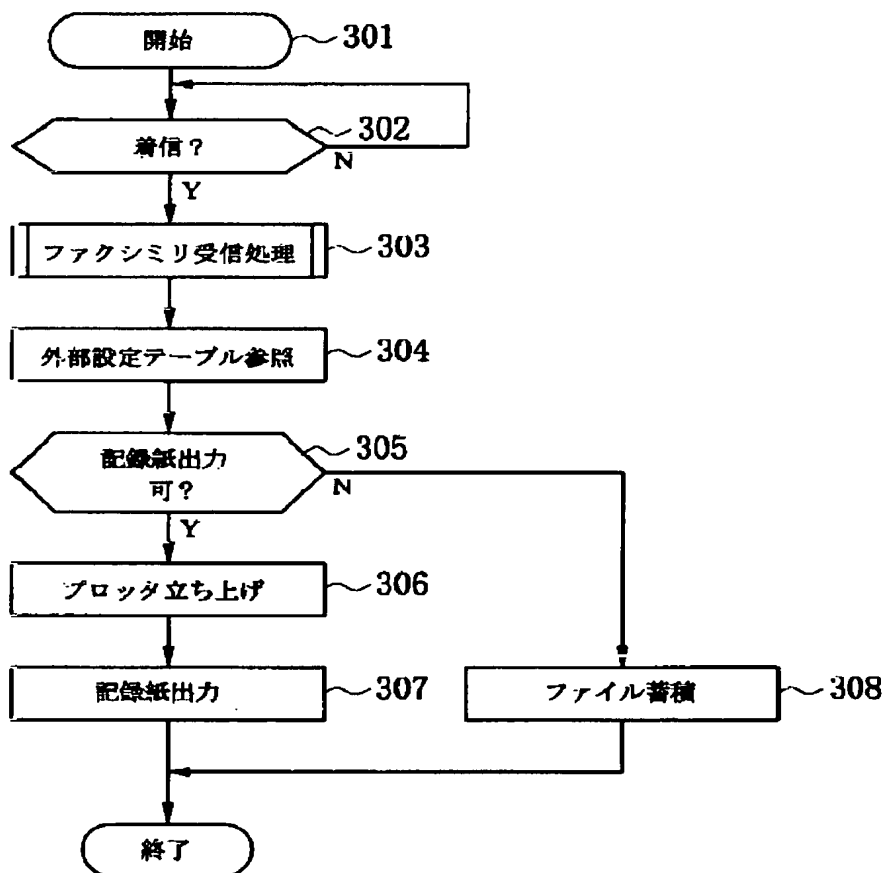 開始
301
着信？
302
N
Y
ファクシミリ受信処理
303
外部設定テーブル参照
304
記録紙出力
可？
305
N
Y
プロッタ立ち上げ
306
記録紙出力
307
ファイル蓄積
308
終了